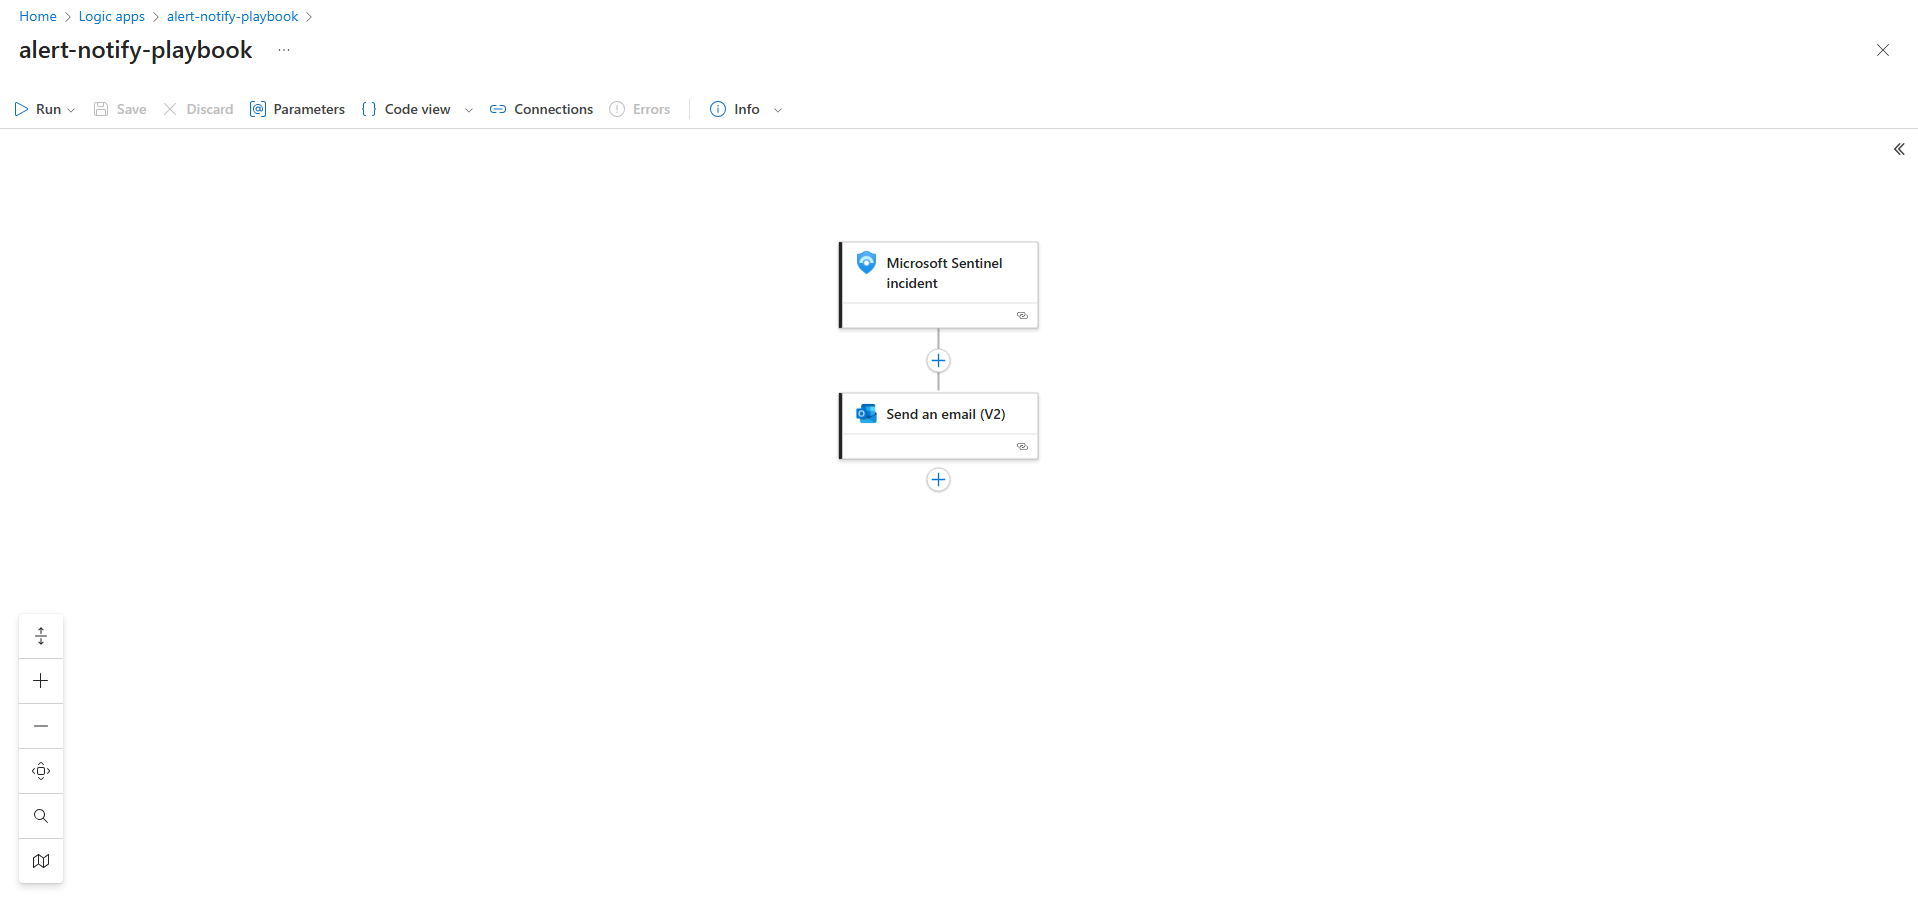 Home > Logic apps > alert-notify-playbook >
alert-notify-playbook ...
Run Save Discard Parameters { } Code view Connections Errors Info
Microsoft Sentinel
incident
Send an email (V2)